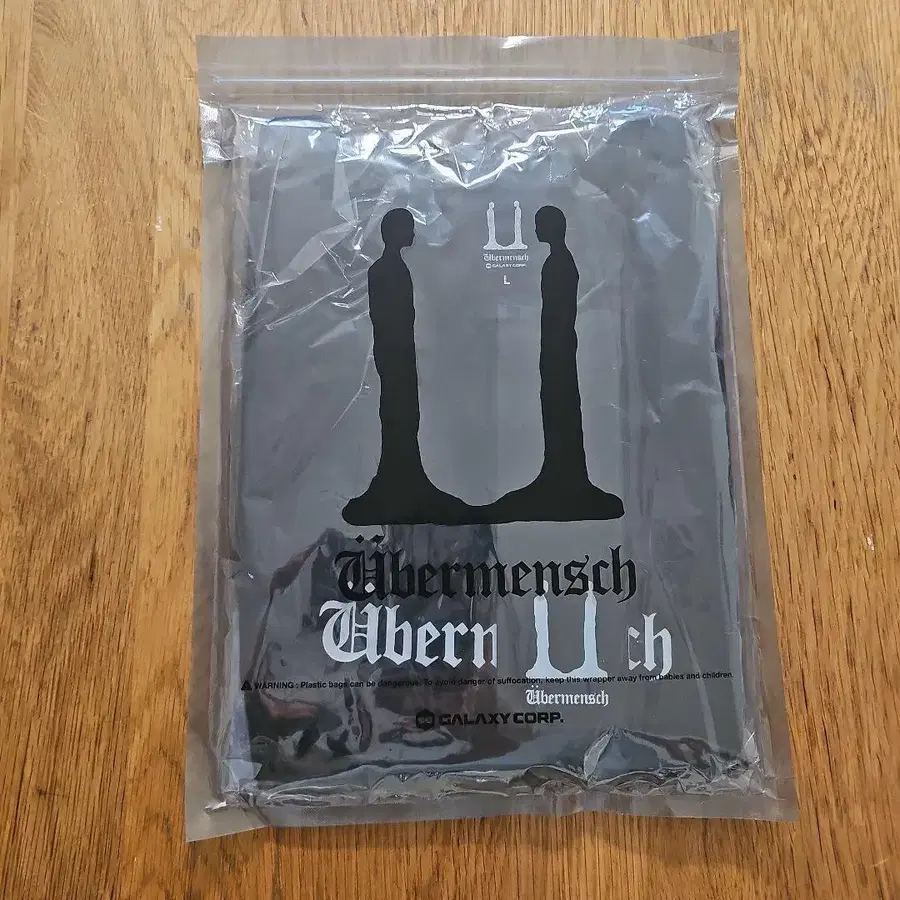 Übermensch
GALAXY CORP.
L
Übermensch
Übern ch
⚠ WARNING : Plastic bags can be dangerous. To avoid danger of suffocation, keep this wrapper away from babies and children.
Übermensch
GALAXY CORP.